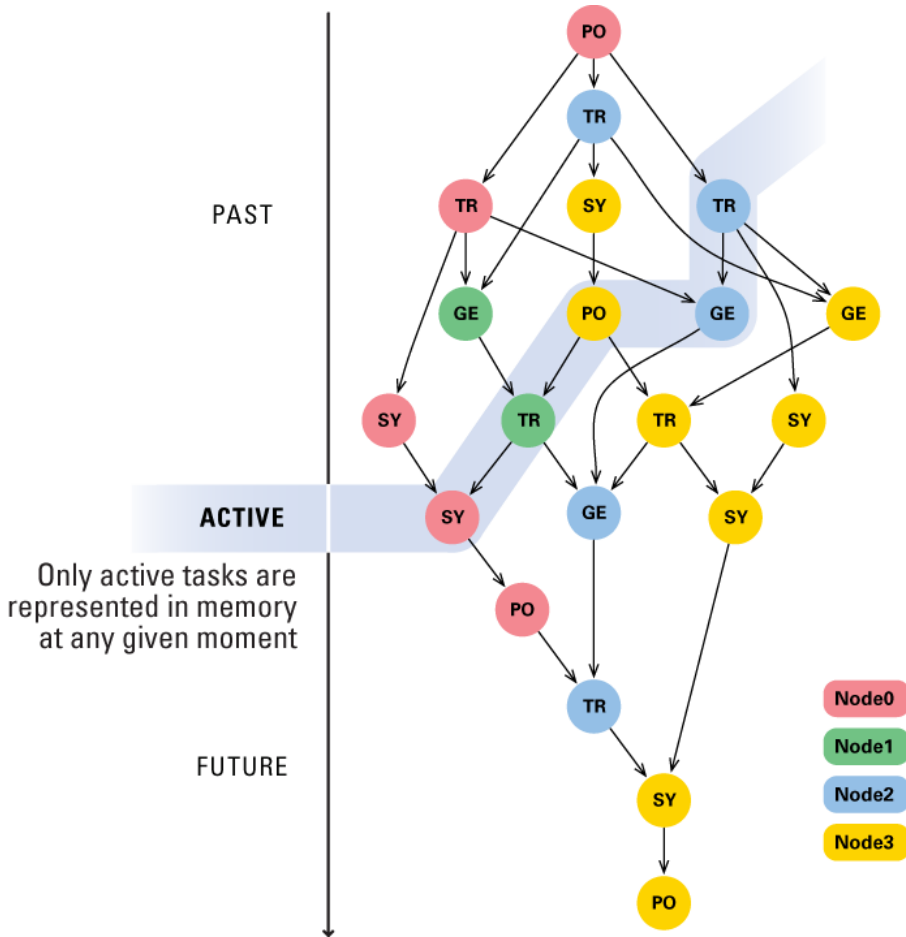 PO
TR
PAST
TR
SY
TR
GE
PO
GE
GE
SY
TR
TR
SY
ACTIVE
SY
GE
SY
Only active tasks are
represented in memory
at any given moment
PO
TR
Node0
Node1
FUTURE
Node2
SY
Node3
PO